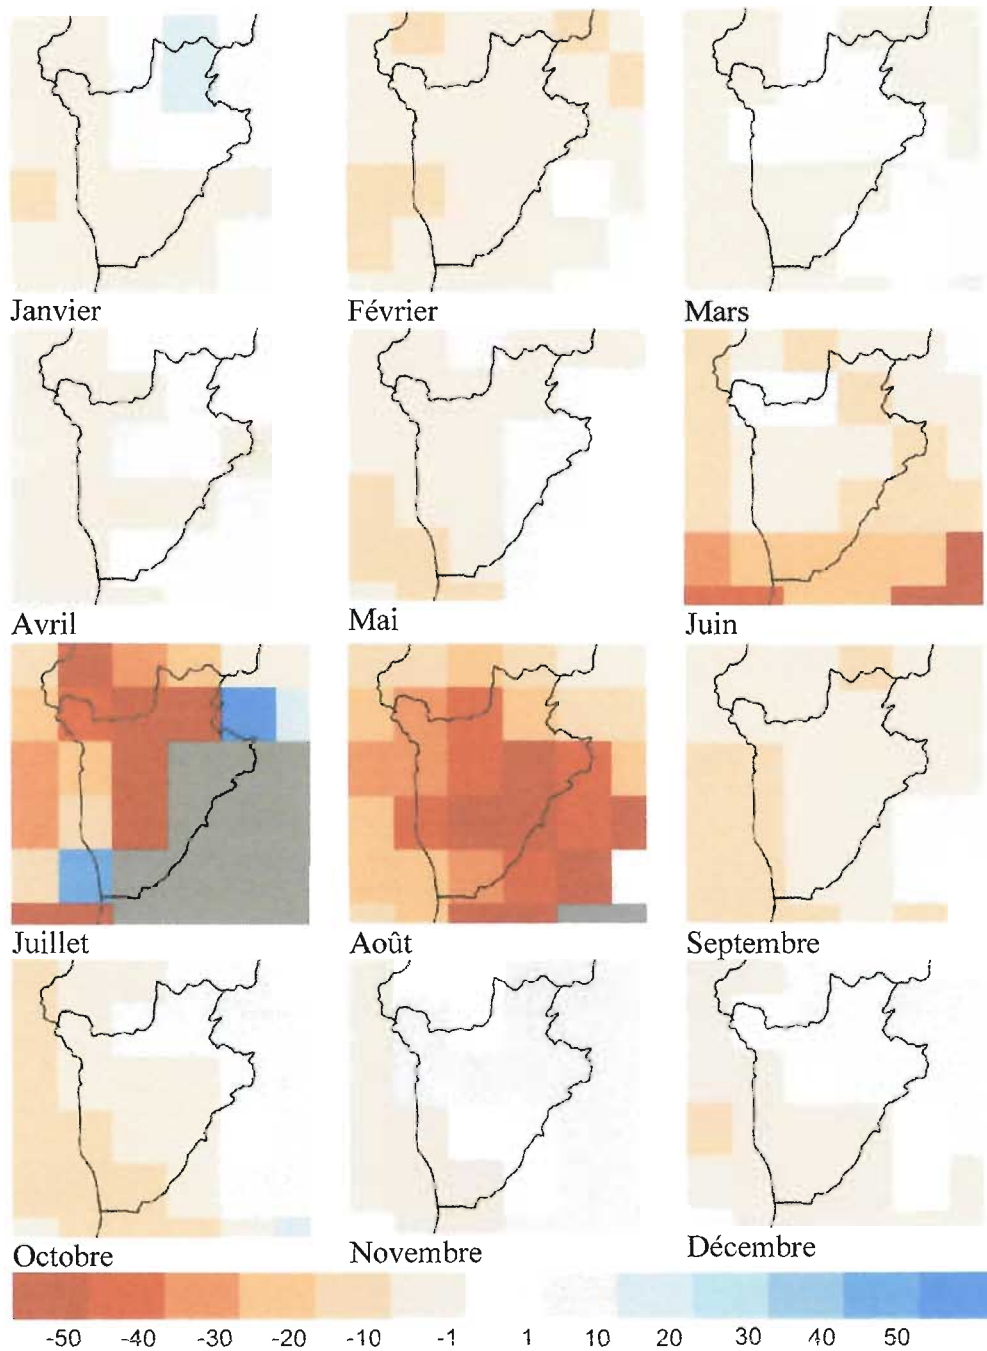 Janvier Février Mars
Avril Mai Juin
Juillet Août Septembre
Octobre Novembre Décembre
-50 -40 -30 -20 -10 -1 1 10 20 30 40 50